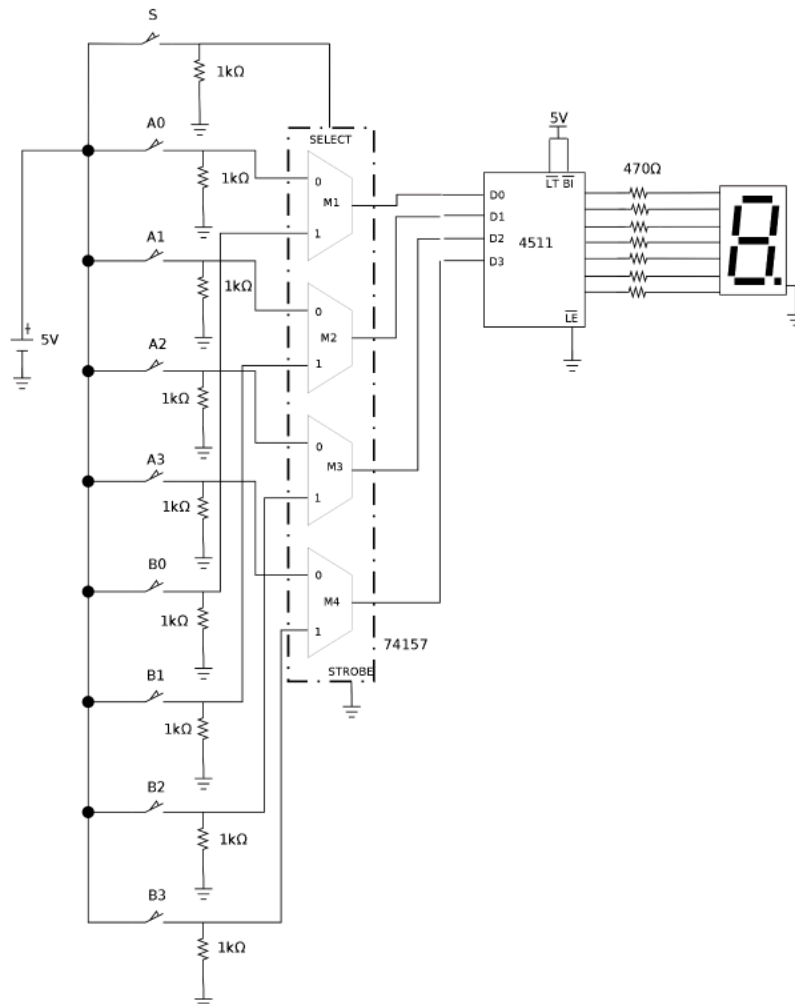 S
1kΩ
A0
1kΩ
A1
1kΩ
A2
1kΩ
A3
1kΩ
B0
1kΩ
B1
1kΩ
B2
1kΩ
B3
1kΩ
+
5V
SELECT
0
M1
1
0
M2
1
0
M3
1
0
M4
1
STROBE
74157
5V
LT BI
D0
D1
D2
D3
4511
LE
470Ω